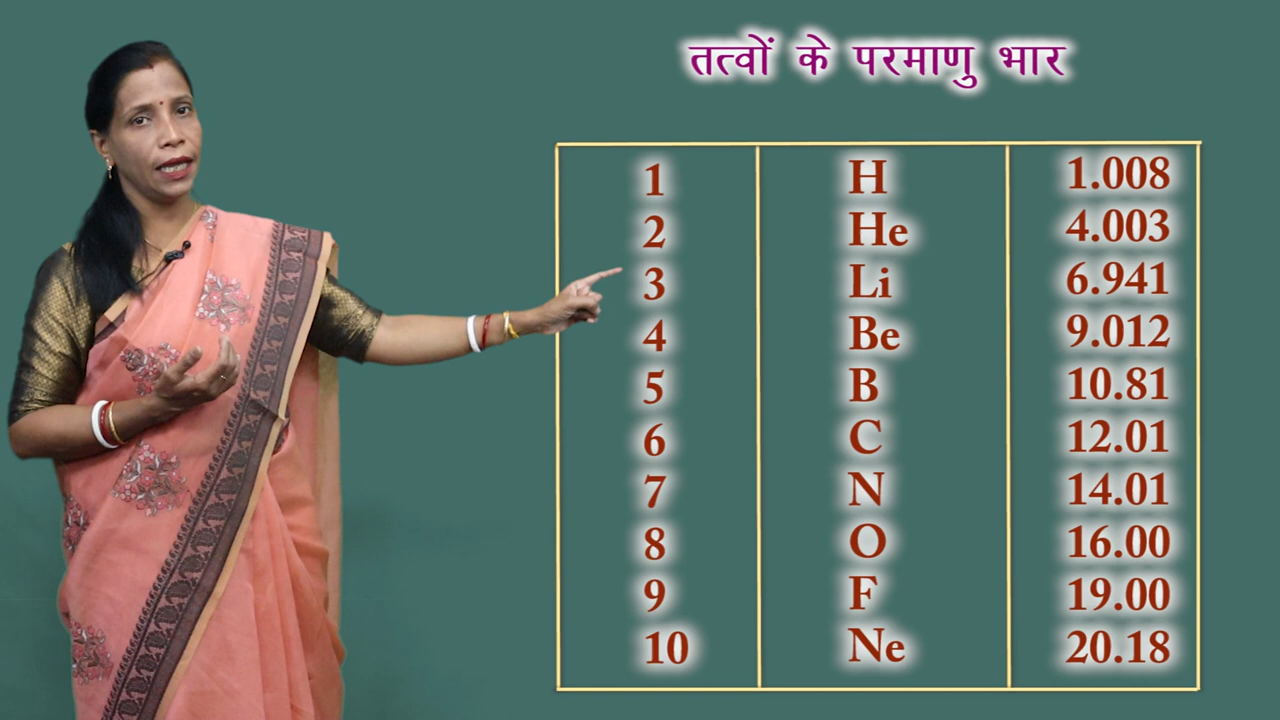 तत्वों के परमाणु भार
1 H 1.008
2 He 4.003
3 Li 6.941
4 Be 9.012
5 B 10.81
6 C 12.01
7 N 14.01
8 O 16.00
9 F 19.00
10 Ne 20.18